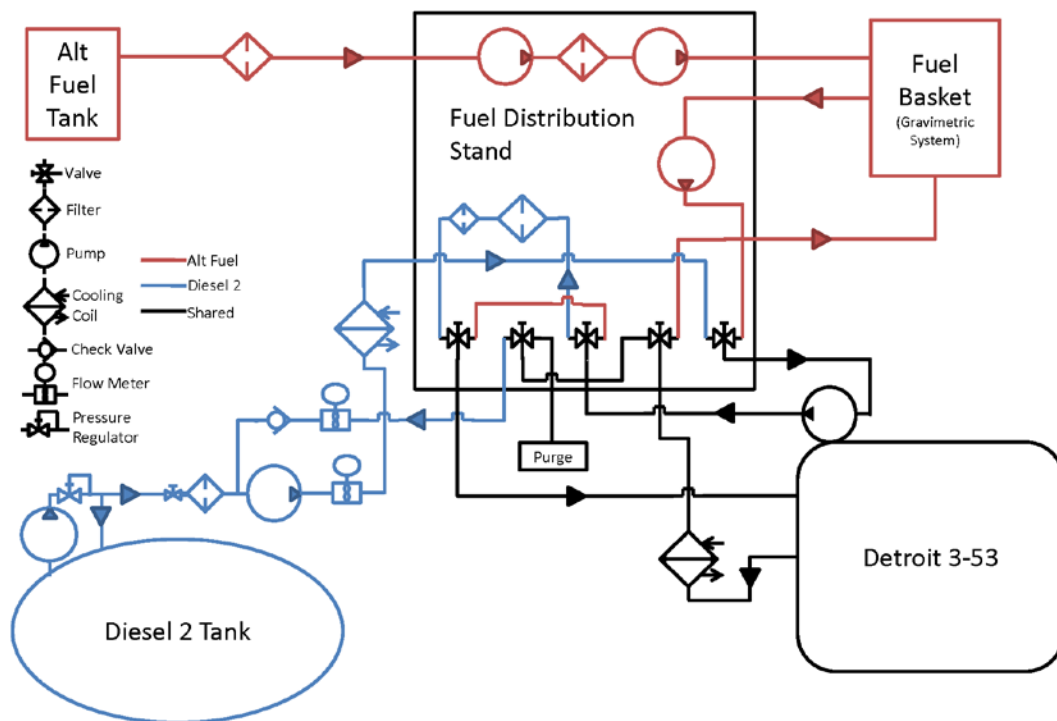 Alt
Fuel
Tank
Fuel
Basket
(Gravimetric
System)
Fuel Distribution
Stand
Valve
Filter
Pump
Cooling
Coil
Check Valve
Flow Meter
Pressure
Regulator
Alt Fuel
Diesel 2
Shared
Purge
Detroit 3-53
Diesel 2 Tank